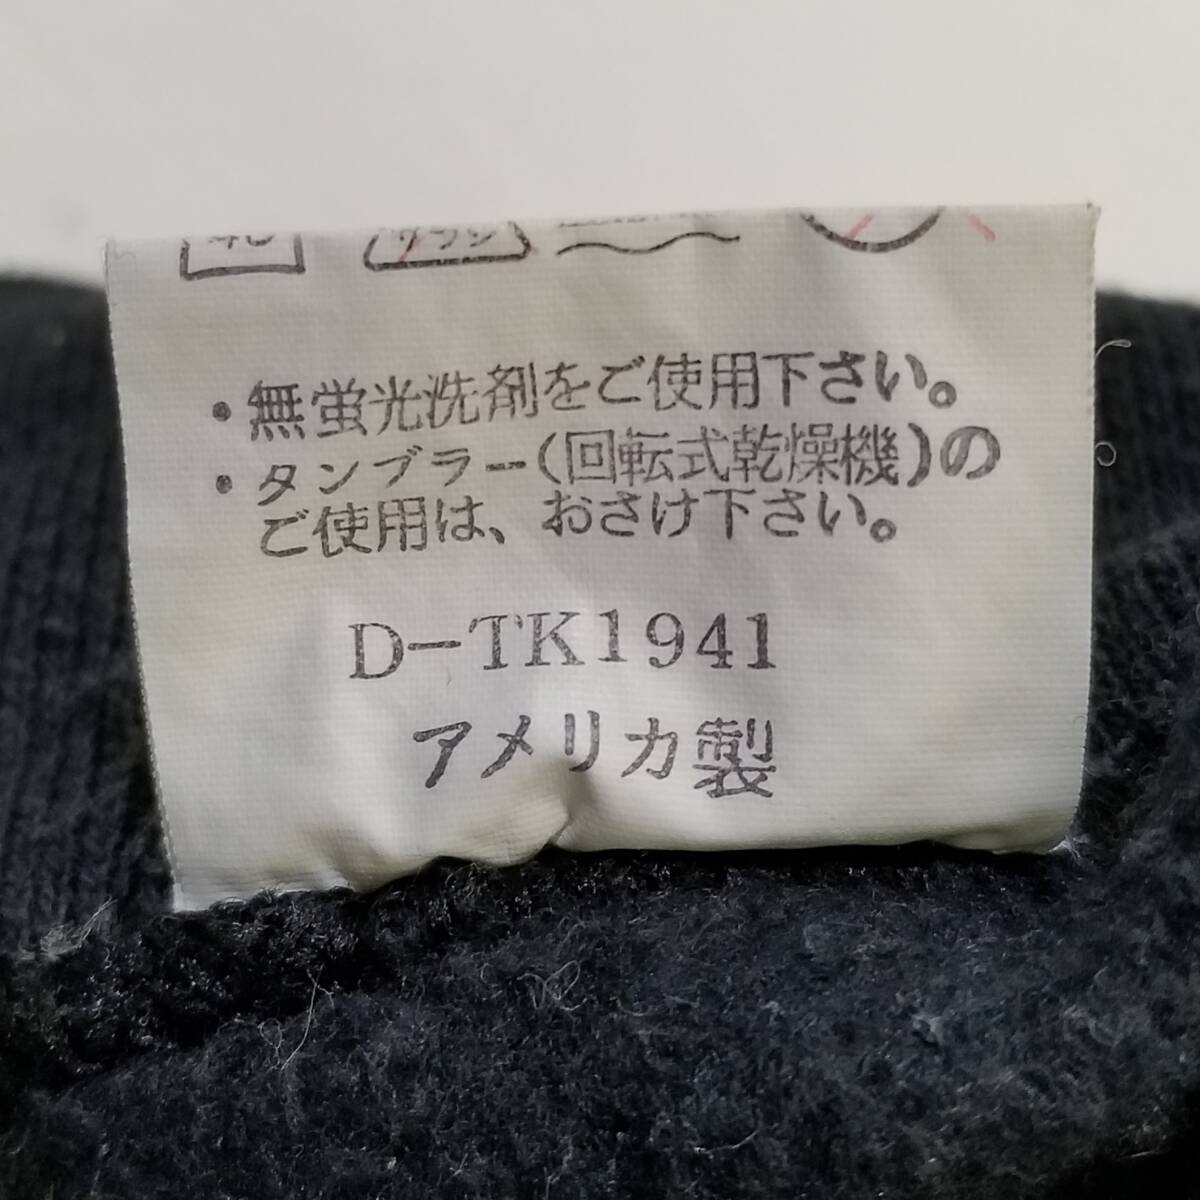 40
・無蛍光洗剤をご使用下さい。
・タンブラー(回転式乾燥機)の
ご使用は、おさけ下さい。
D-TK1941
アメリカ製